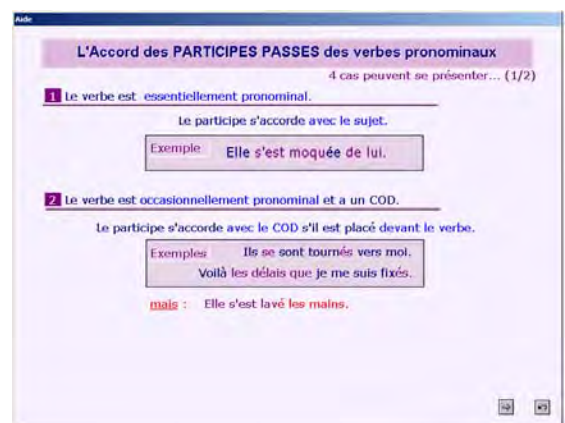 Aide
L'Accord des PARTICIPES PASSES des verbes pronominaux
4 cas peuvent se présenter... (1/2)
1 Le verbe est essentiellement pronominal.
Le participe s'accorde avec le sujet.
Exemple Elle s'est moquée de lui.
2 Le verbe est occasionnellement pronominal et a un COD.
Le participe s'accorde avec le COD s'il est placé devant le verbe.
Exemples Ils se sont tournés vers moi.
Voilà les délais que je me suis fixés.
mais : Elle s'est lavé les mains.